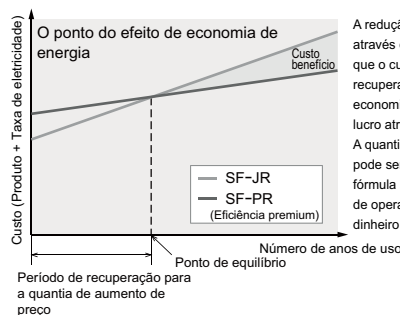 O ponto do efeito de economia de
energia
Custo
benefício
Custo (Produto + Taxa de eletricidade)
SF-JR
SF-PR
(Eficiência premium)
Número de anos de uso
Ponto de equilíbrio
Período de recuperação para
a quantia de aumento de
preço
A reduçã
através
que o cu
recupera
economi
lucro atr
A quanti
pode se
fórmula
de opera
dinheiro